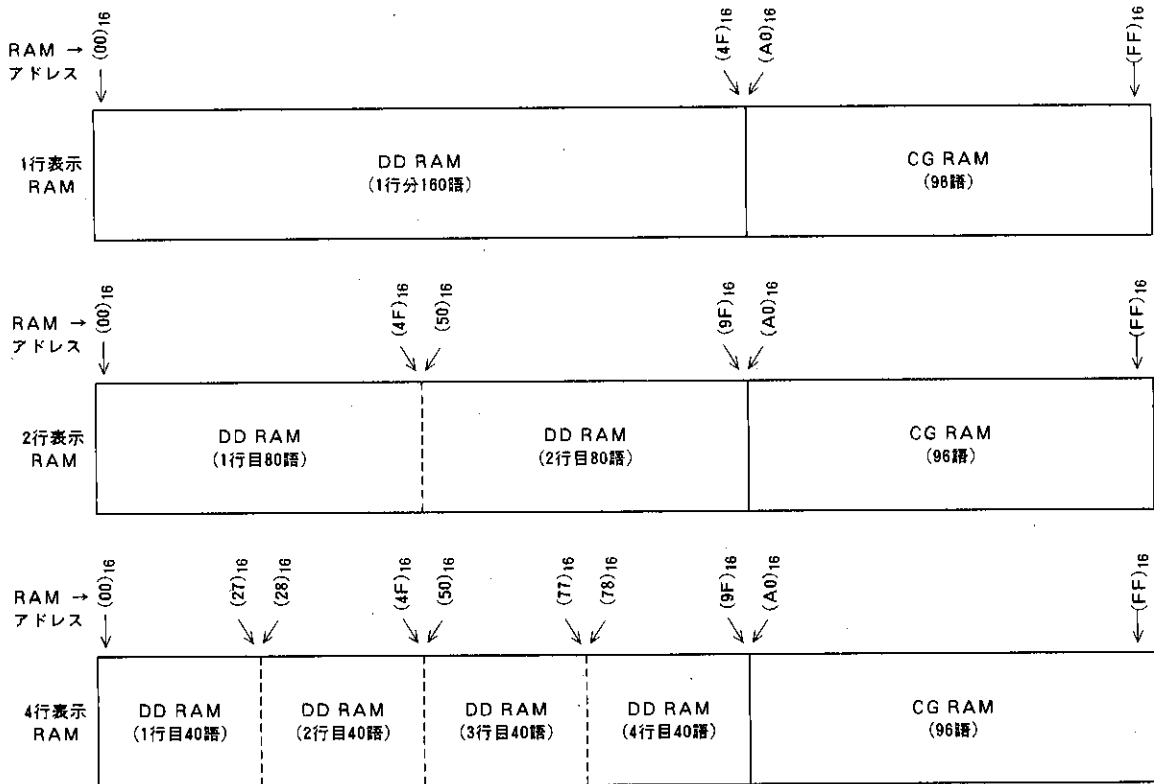 RAM →
アドレス
(00)16
(4F)16
(A0)16
(FF)16
1行表示
RAM
DD RAM
(1行分160語)
CG RAM
(98語)
RAM →
アドレス
(00)16
(4F)16
(50)16
(9F)16
(A0)16
(FF)16
2行表示
RAM
DD RAM
(1行目80語)
DD RAM
(2行目80語)
CG RAM
(96語)
RAM →
アドレス
(00)16
(27)16
(28)16
(4F)16
(50)16
(77)16
(78)16
(9F)16
(A0)16
(FF)16
4行表示
RAM
DD RAM
(1行目40語)
DD RAM
(2行目40語)
DD RAM
(3行目40語)
DD RAM
(4行目40語)
CG RAM
(96語)